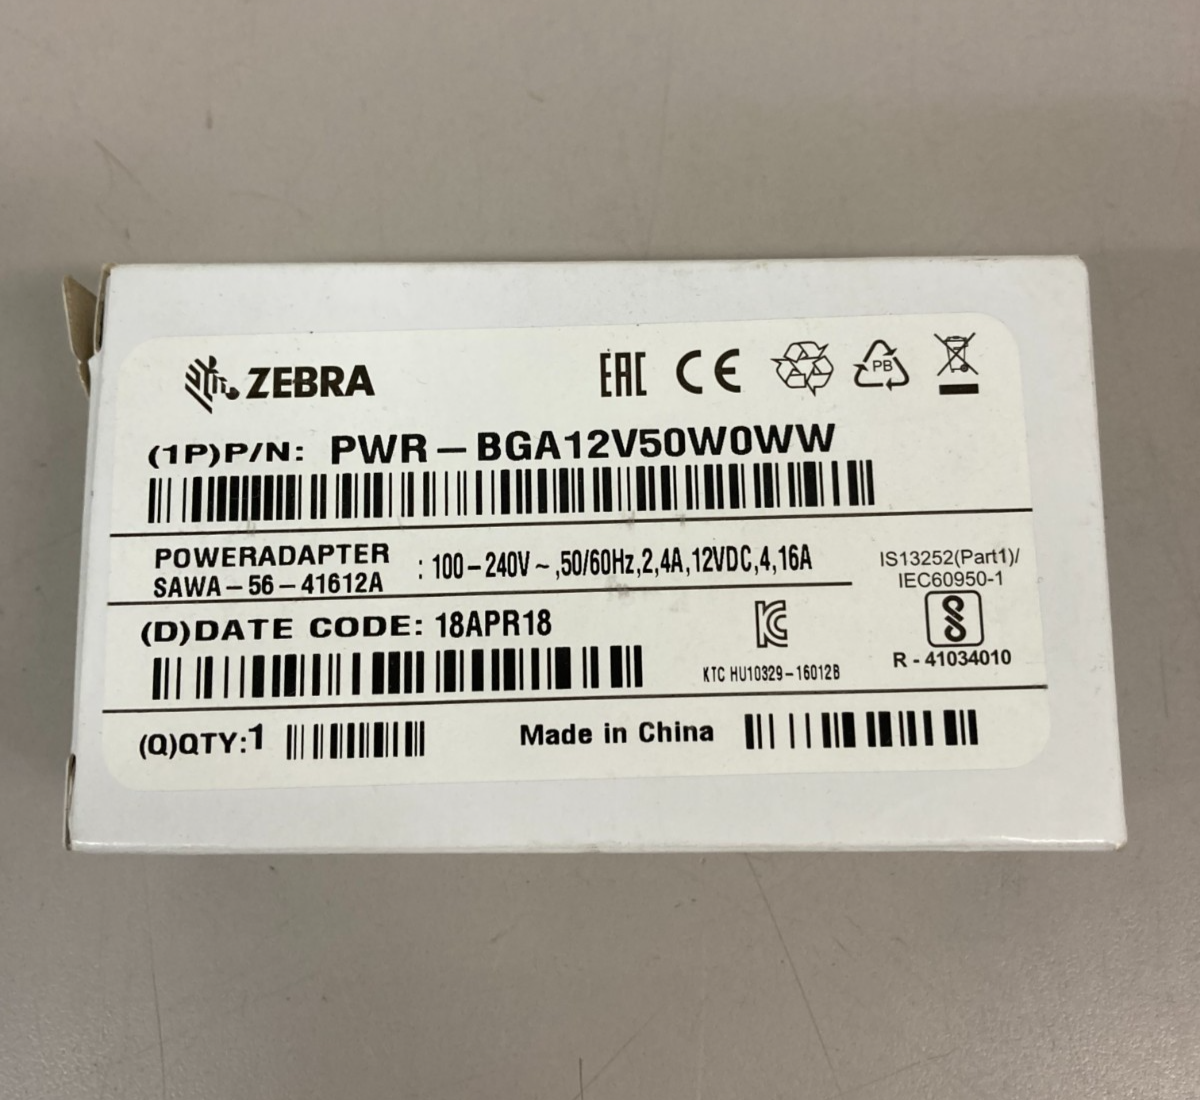 ZEBRA
EAC CE
PB
(1P)P/N: PWR-BGA12V50W0WW
POWERADAPTER
SAWA-56-41612A
: 100-240V~,50/60Hz,2,4A,12VDC,4,16A
IS13252(Part1)/
IEC60950-1
(D)DATE CODE: 18APR18
KTC HU10329-16012B
R - 41034010
(Q)QTY:1
Made in China